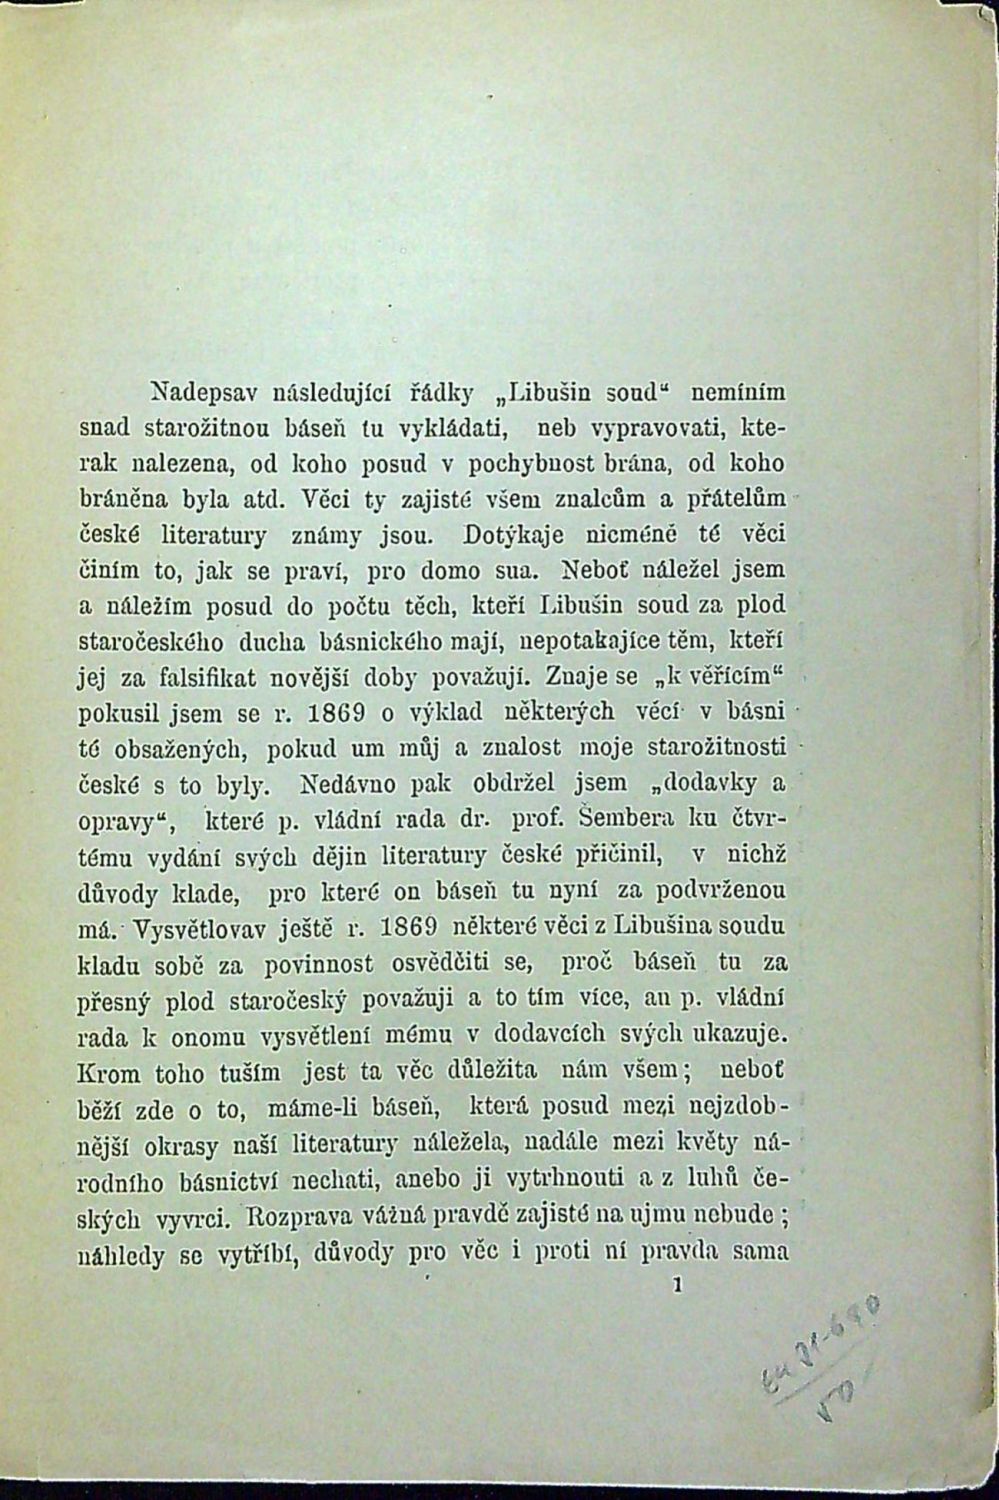 Nadepsav následující řádky „Libušin soud“ nemíním
snad starožitnou báseň tu vykládati, neb vypravovati, kte-
rak nalezena, od koho posud v pochybnost brána, od koho
bráněna byla atd. Věci ty zajisté všem znalcům a přátelům
české literatury známy jsou. Dotýkaje nicméně té věci
činím to, jak se praví, pro domo sua. Neboť náležel jsem
a náležím posud do počtu těch, kteří Libušin soud za plod
staročeského ducha básnického mají, nepotakajíce těm, kteří
jej za falsifikat novější doby považují. Znaje se „k věřícím“
pokusil jsem se r. 1869 o výklad některých věcí v básni
té obsažených, pokud um můj a znalost moje starožitnosti
české s to byly. Nedávno pak obdržel jsem „dodavky a
opravy“, které p. vládní rada dr. prof. Šembera ku čtvr-
tému vydání svých dějin literatury české přičinil, v nichž
důvody klade, pro které on báseň tu nyní za podvrženou
má. Vysvětlovav ještě r. 1869 některé věci z Libušina soudu
kladu sobě za povinnost osvědčiti se, proč báseň tu za
přesný plod staročeský považuji a to tím více, an p. vládní
rada k onomu vysvětlení mému v dodavcích svých ukazuje.
Krom toho tuším jest ta věc důležita nám všem; neboť
běží zde o to, máme-li báseň, která posud mezi nejzdob-
nější okrasy naší literatury náležela, nadále mezi květy ná-
rodního básnictví nechati, anebo ji vytrhnouti a z luhů če-
ských vyvrci. Rozprava vážná pravdě zajisté na ujmu nebude;
náhledy se vytříbí, důvody pro věc i proti ní pravda sama
1